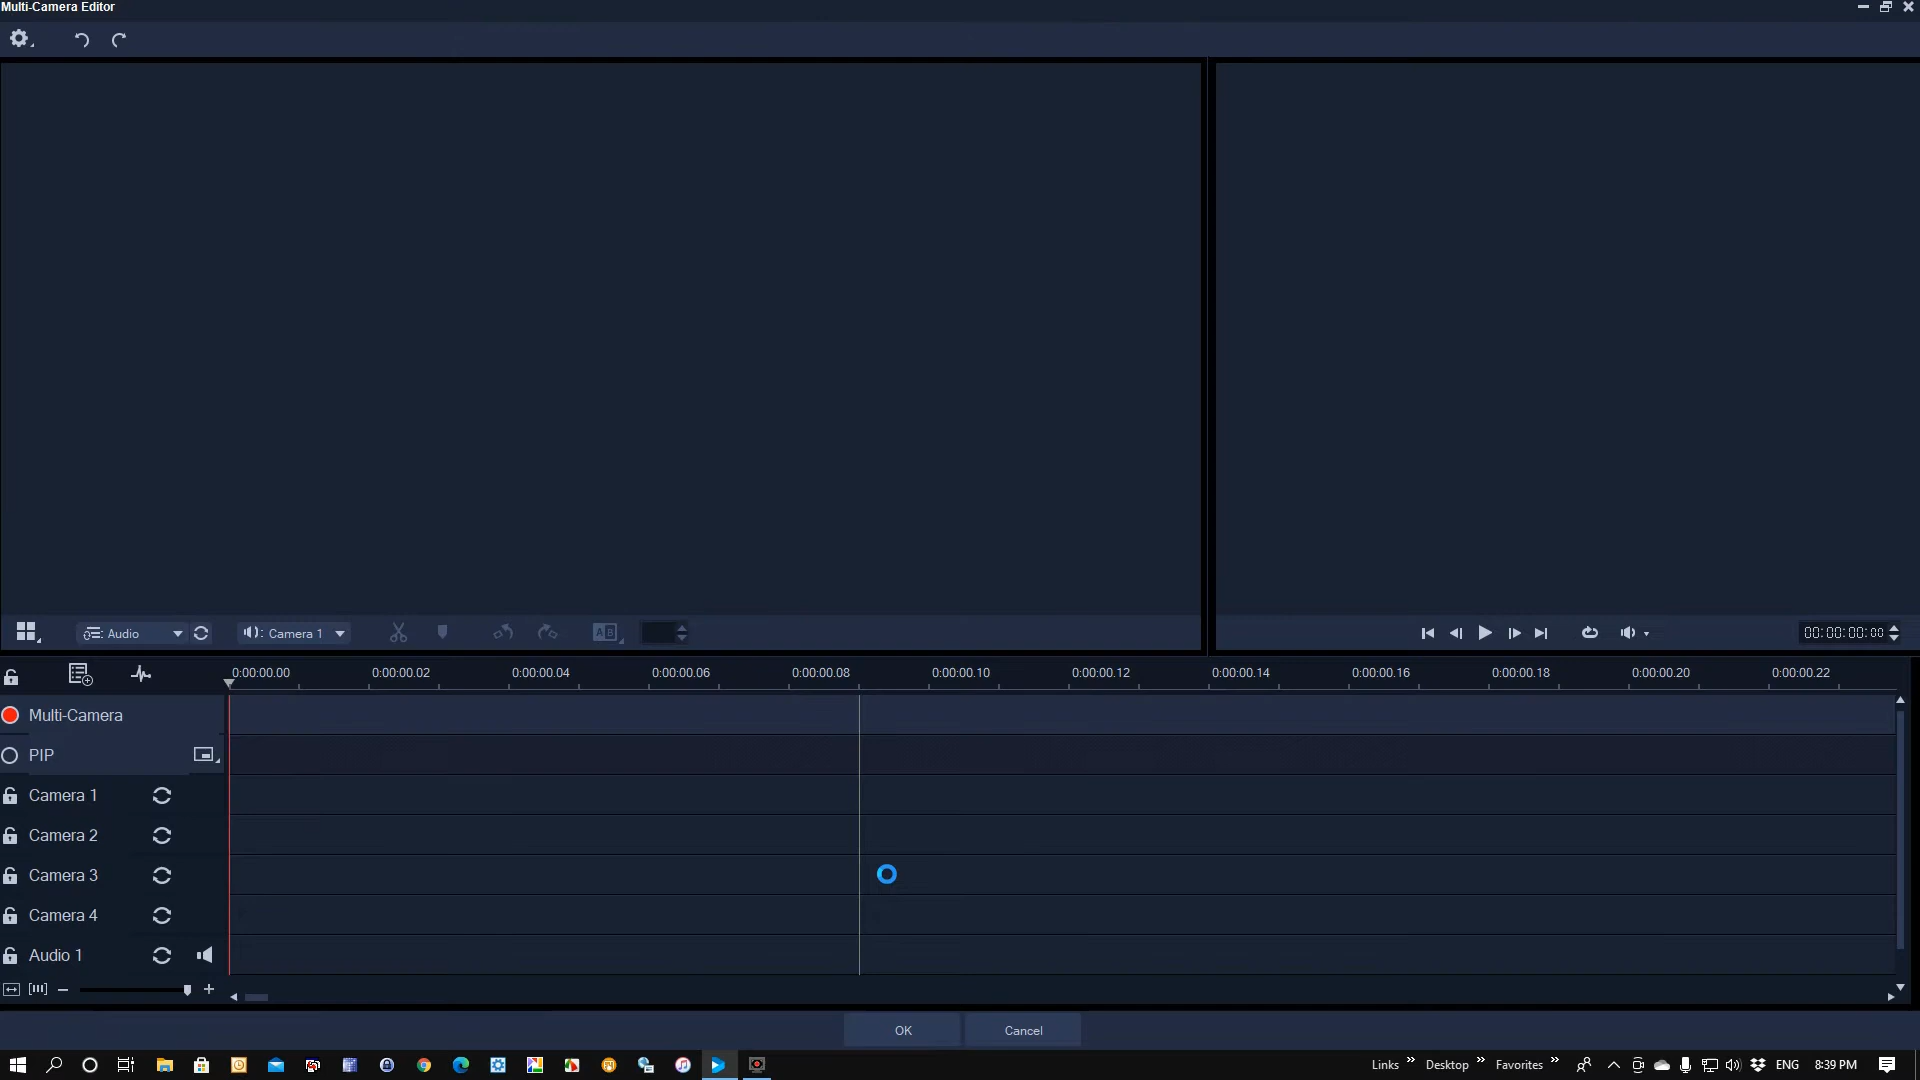 Multi-Camera Editor
Audio
Camera 1
00:00:00:00
0:00:00.00 0:00:00.02 0:00:00.04 0:00:00.06 0:00:00.08 0:00:00.10 0:00:00.12 0:00:00.14 0:00:00.16 0:00:00.18 0:00:00.20 0:00:00.22
Multi-Camera
PIP
Camera 1
Camera 2
Camera 3
Camera 4
Audio 1
OK Cancel
Links Desktop Favorites ENG 8:39 PM